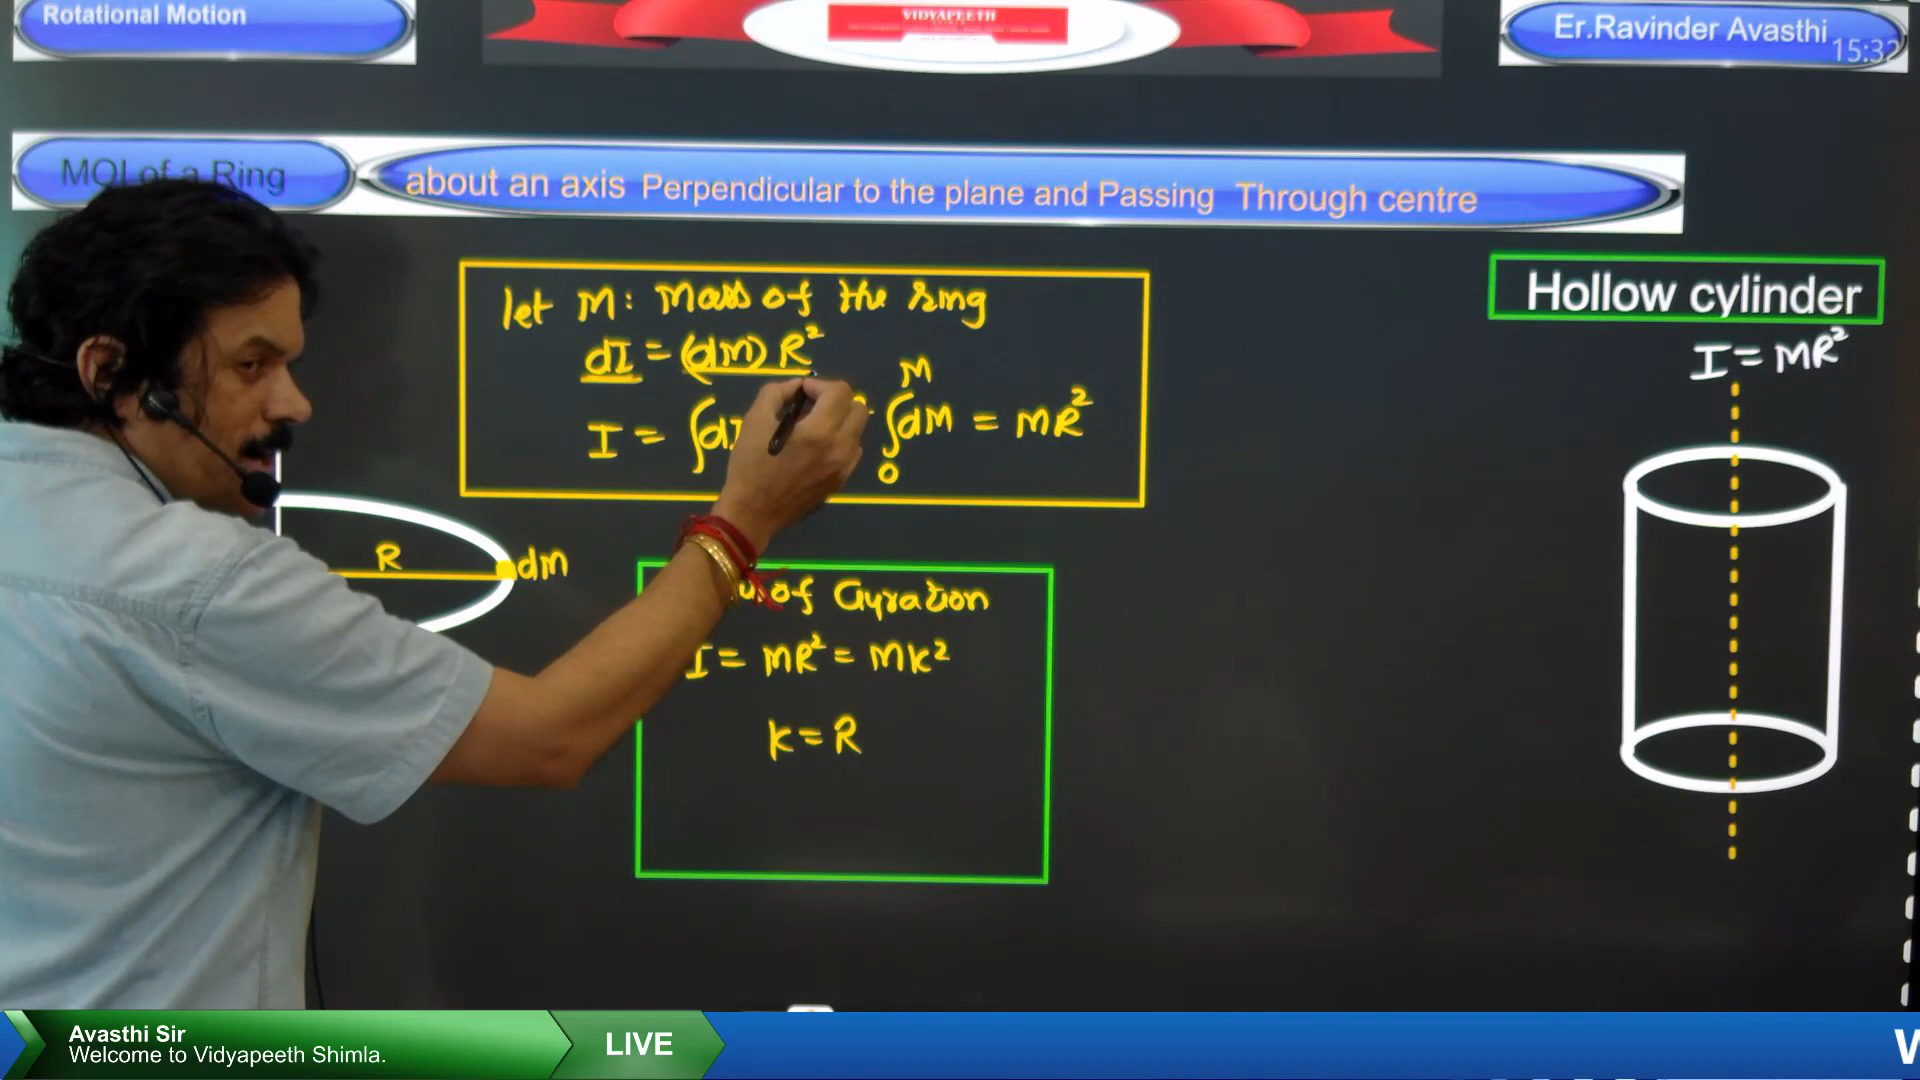 Rotational Motion
VIDYAPEETH
Er.Ravinder Avasthi
15:32
MOI of a Ring
about an axis Perpendicular to the plane and Passing Through centre
let M: Mass of the ring
dI = (dM) R²
I = ∫dI ∫₀ᴹ dM = MR²
R
dM
of Gyration
I = MR² = MK²
K = R
Hollow cylinder
I = MR²
Avasthi Sir
Welcome to Vidyapeeth Shimla.
LIVE